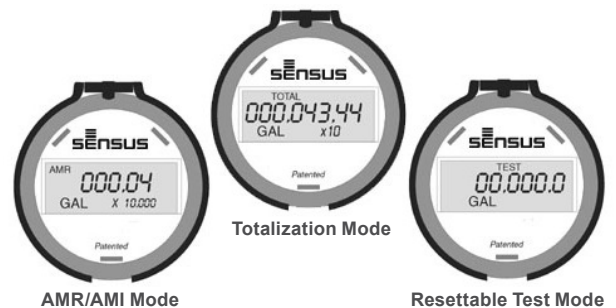 sensus
TOTAL
000.043.44
GAL x10
Patented
Totalization Mode
sensus
AMR
000.04
GAL X 10.000
Patented
AMR/AMI Mode
sensus
TEST
00.000.0
GAL
Patented
Resettable Test Mode